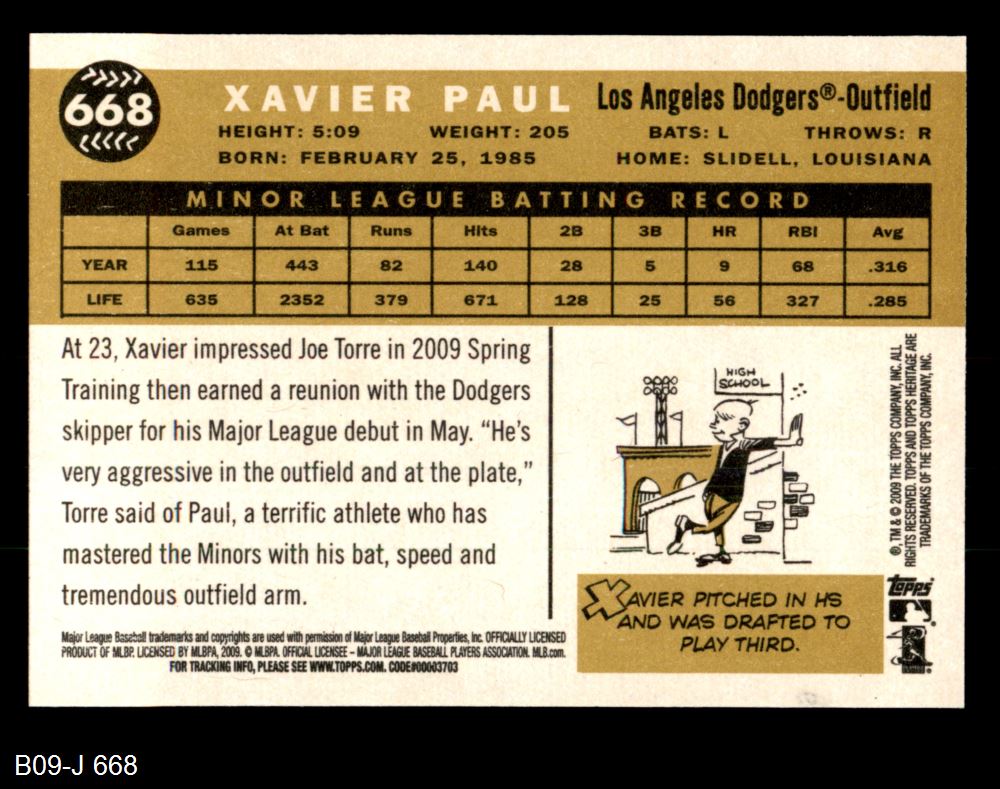 668
XAVIER PAUL
Los Angeles Dodgers®-Outfield
HEIGHT: 5:09 WEIGHT: 205 BATS: L THROWS: R
BORN: FEBRUARY 25, 1985 HOME: SLIDELL, LOUISIANA
MINOR LEAGUE BATTING RECORD
Games At Bat Runs Hits 2B 3B HR RBI Avg
YEAR 115 443 82 140 28 5 9 68 .316
LIFE 635 2352 379 671 128 25 56 327 .285
At 23, Xavier impressed Joe Torre in 2009 Spring
Training then earned a reunion with the Dodgers
skipper for his Major League debut in May. “He’s
very aggressive in the outfield and at the plate,”
Torre said of Paul, a terrific athlete who has
mastered the Minors with his bat, speed and
tremendous outfield arm.
Major League Baseball trademarks and copyrights are used with permission of Major League Baseball Properties, Inc. OFFICIALLY LICENSED
PRODUCT OF MLBP. LICENSED BY MLBPA, 2009. © MLBPA. OFFICIAL LICENSEE – MAJOR LEAGUE BASEBALL PLAYERS ASSOCIATION. MLB.com.
FOR TRACKING INFO, PLEASE SEE WWW.TOPPS.COM. CODE#00003703
HIGH
SCHOOL
XAVIER PITCHED IN HS
AND WAS DRAFTED TO
PLAY THIRD.
®, TM & © 2009 THE TOPPS COMPANY, INC. ALL
RIGHTS RESERVED. TOPPS AND TOPPS HERITAGE ARE
TRADEMARKS OF THE TOPPS COMPANY, INC.
topps
B09-J 668